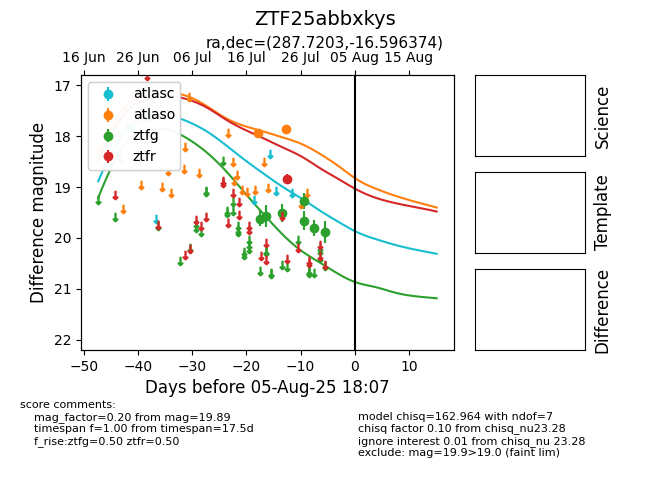 ZTF25abbxkys
ra,dec=(287.7203,-16.596374)
16 Jun 26 Jun 06 Jul 16 Jul 26 Jul 05 Aug 15 Aug
Difference magnitude
17
18
19
20
21
22
atlasc
atlaso
ztfg
ztfr
−50 −40 −30 −20 −10 0 10
Days before 05-Aug-25 18:07
Science
Template
Difference
score comments:
mag_factor=0.20 from mag=19.89
timespan f=1.00 from timespan=17.5d
f_rise:ztfg=0.50 ztfr=0.50
model chisq=162.964 with ndof=7
chisq factor 0.10 from chisq_nu23.28
ignore interest 0.01 from chisq_nu 23.28
exclude: mag=19.9>19.0 (faint lim)